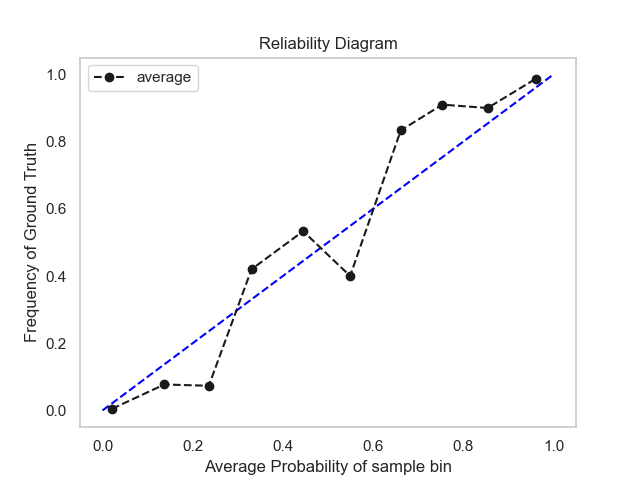 Reliability Diagram
average
Frequency of Ground Truth
1.0
0.8
0.6
0.4
0.2
0.0
0.0 0.2 0.4 0.6 0.8 1.0
Average Probability of sample bin